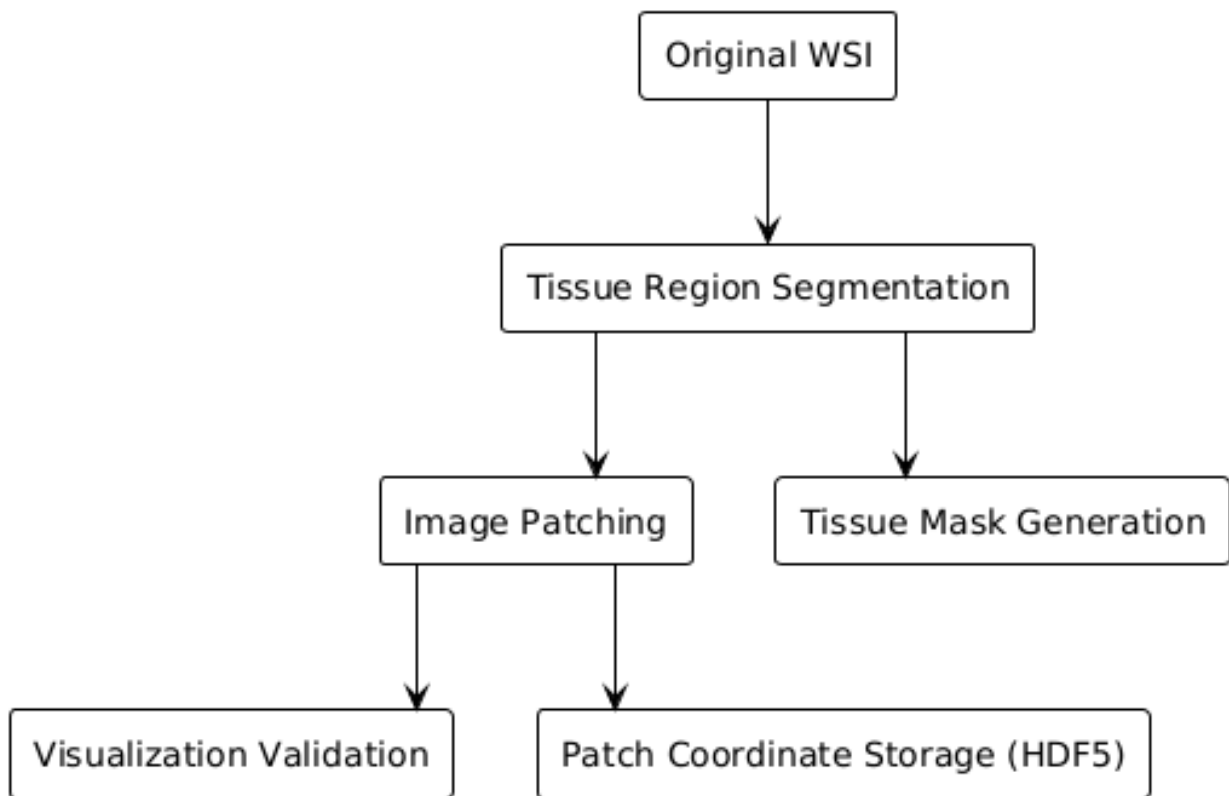 Original WSI
Tissue Region Segmentation
Image Patching
Tissue Mask Generation
Visualization Validation
Patch Coordinate Storage (HDF5)